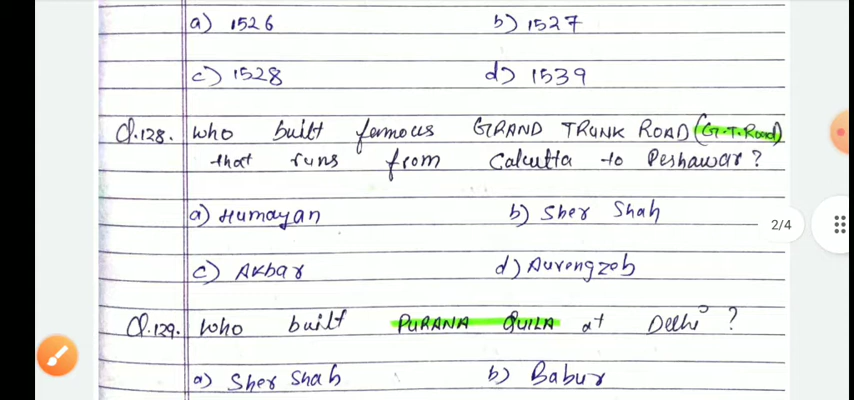 a) 1526 b) 1527
c) 1528 d) 1539
Q.128. Who built famous GRAND TRUNK ROAD (G.T. Road)
that runs from Calcutta to Peshawar?
a) Humayan b) Sher Shah
2/4
c) Akbar d) Aurengzeb
Q.129. Who built PURANA QUILA at Delhi?
a) Sher Shah b) Babur